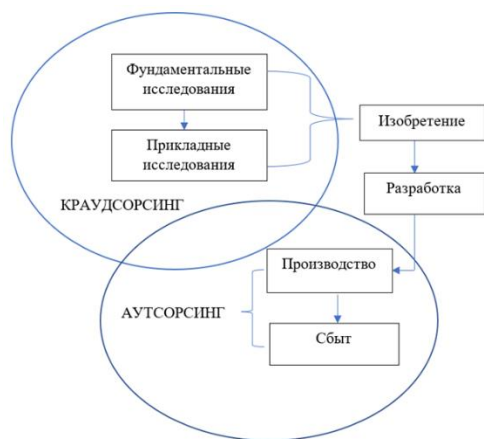 Фундаментальные
исследования
Изобретение
Прикладные
исследования
Разработка
КРАУДСОРСИНГ
Производство
АУТСОРСИНГ
Сбыт